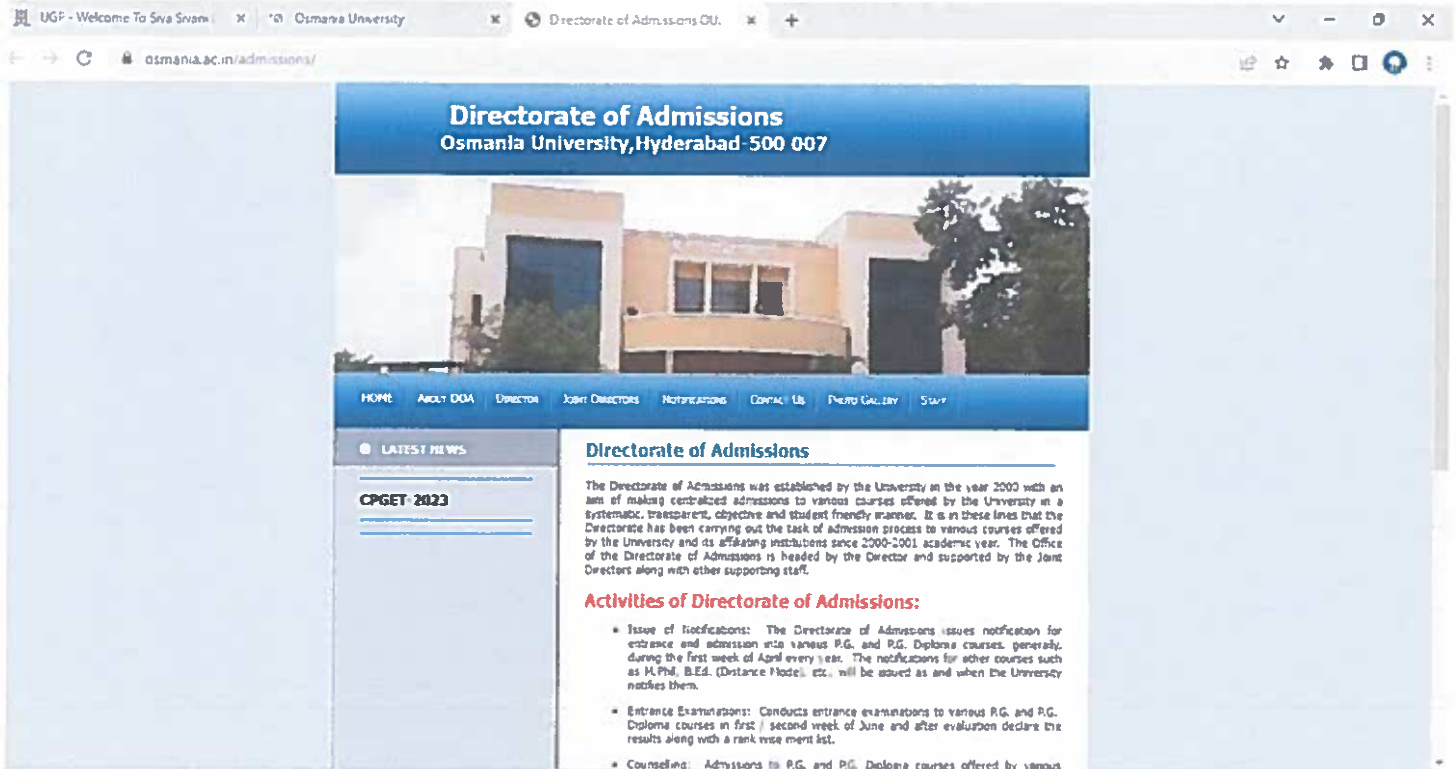 UGP - Welcome To Siva Sivani
Osmania University
Directorate of Admissions OU.
osmania.ac.in/admissions/
Directorate of Admissions
Osmania University,Hyderabad-500 007
HOME ABOUT DOA DIRECTOR JOINT DIRECTORS NOTIFICATIONS CONTACT US PHOTO GALLERY STAFF
LATEST NEWS
CPGET- 2023
Directorate of Admissions
The Directorate of Admissions was established by the University in the year 2000 with an
aim of making centralized admissions to various courses offered by the University in a
systematic, transparent, objective and student friendly manner. It is in these lines that the
Directorate has been carrying out the task of admission process to various courses offered
by the University and its affiliating institutions since 2000-2001 academic year. The Office
of the Directorate of Admissions is headed by the Director and supported by the Joint
Directors along with other supporting staff.
Activities of Directorate of Admissions:
• Issue of Notifications: The Directorate of Admissions issues notification for
entrance and admission into various P.G. and P.G. Diploma courses, generally,
during the first week of April every year. The notifications for other courses such
as M.Phil, B.Ed. (Distance Mode), etc., will be issued as and when the University
notifies them.
• Entrance Examinations: Conducts entrance examinations to various P.G. and P.G.
Diploma courses in first / second week of June and after evaluation declare the
results along with a rank wise merit list.
• Counselling: Admissions to P.G. and P.G. Diploma courses offered by various